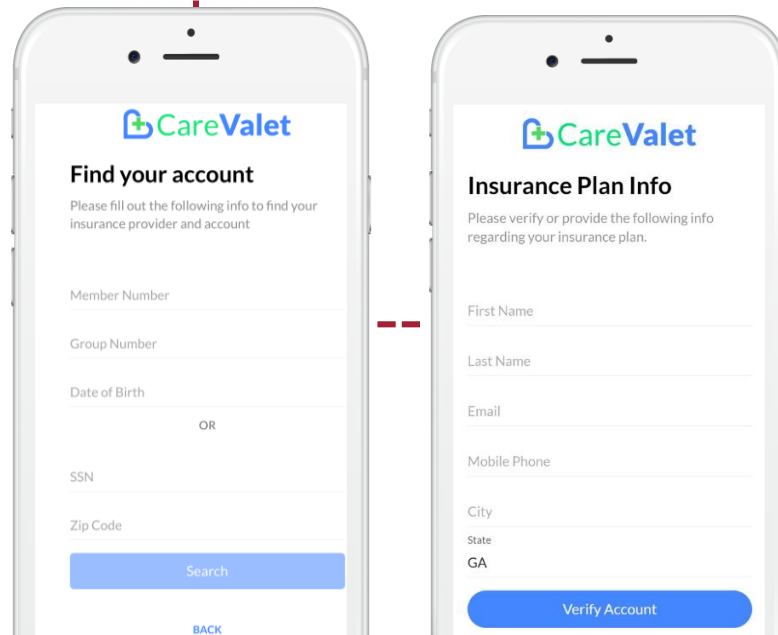 CareValet
Find your account
Please fill out the following info to find your
insurance provider and account
Member Number
Group Number
Date of Birth
OR
SSN
Zip Code
Search
BACK
CareValet
Insurance Plan Info
Please verify or provide the following info
regarding your insurance plan.
First Name
Last Name
Email
Mobile Phone
City
State
GA
Verify Account